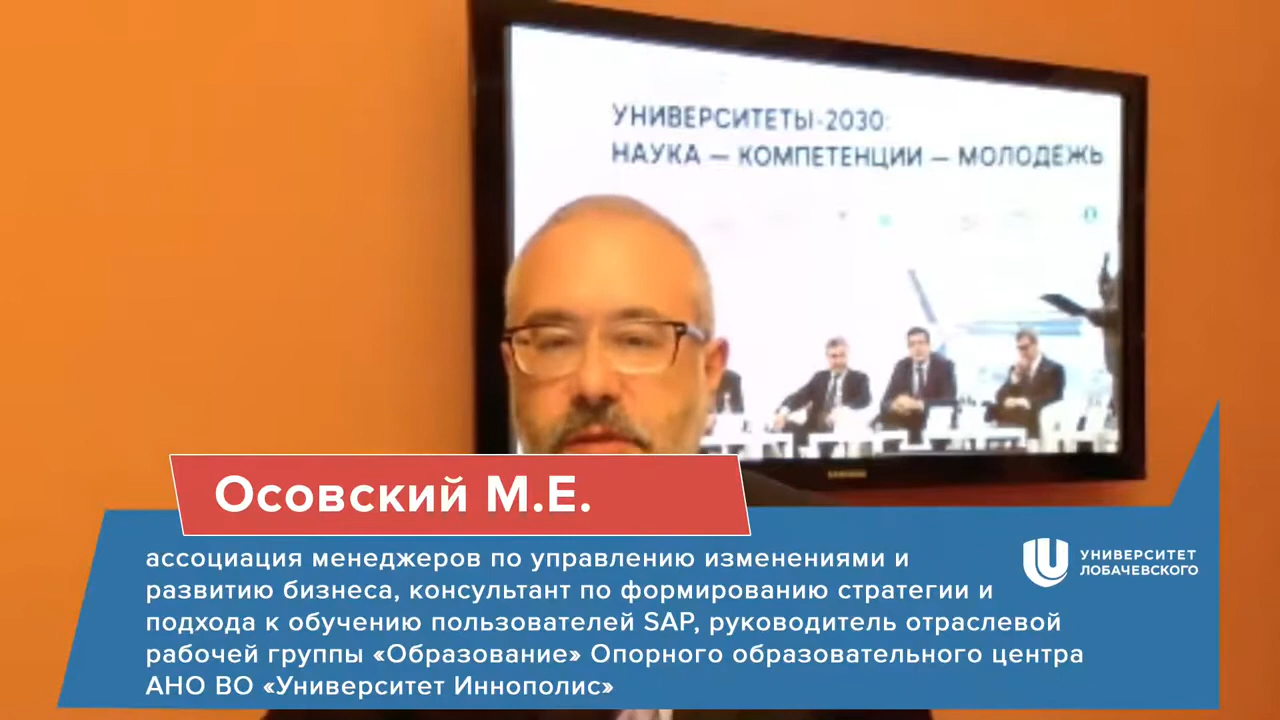 УНИВЕРСИТЕТЫ-2030:
НАУКА — КОМПЕТЕНЦИИ — МОЛОДЕЖЬ
SAMSUNG
Осовский М.Е.
ассоциация менеджеров по управлению изменениями и
развитию бизнеса, консультант по формированию стратегии и
подхода к обучению пользователей SAP, руководитель отраслевой
рабочей группы «Образование» Опорного образовательного центра
АНО ВО «Университет Иннополис»
УНИВЕРСИТЕТ
ЛОБАЧЕВСКОГО